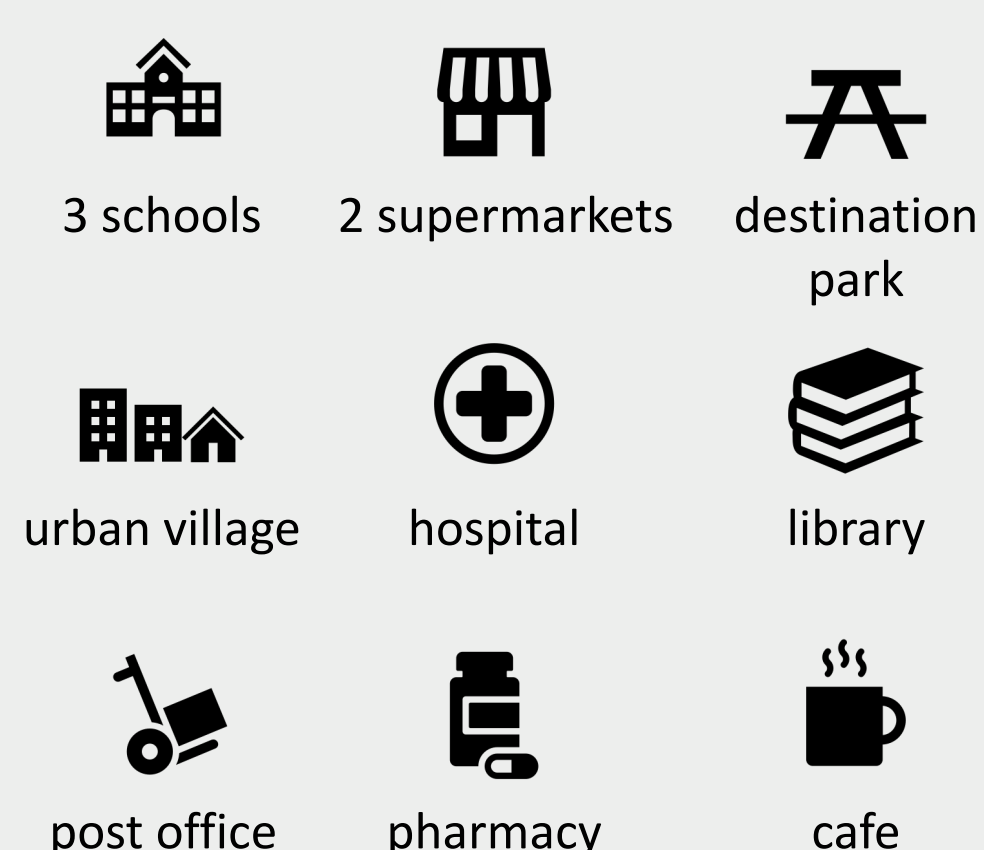 3 schools
2 supermarkets
destination
park
urban village
hospital
library
post office
pharmacy
cafe